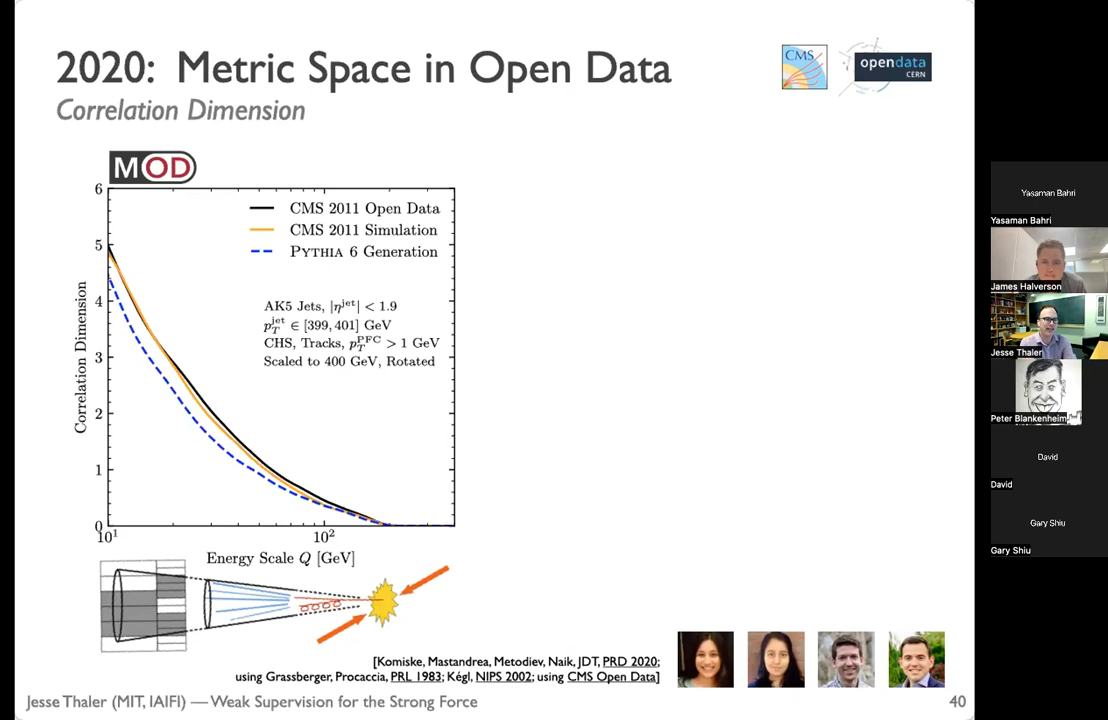 2020: Metric Space in Open Data
Correlation Dimension
CMS
opendata
CERN
MOD
6
5
4
3
2
1
0
Correlation Dimension
CMS 2011 Open Data
CMS 2011 Simulation
PYTHIA 6 Generation
AK5 Jets, |η^jet| < 1.9
p_T^jet ∈ [399, 401] GeV
CHS, Tracks, p_T^PFC > 1 GeV
Scaled to 400 GeV, Rotated
10¹
10²
Energy Scale Q [GeV]
[Komiske, Mastandrea, Metodiev, Naik, JDT, PRD 2020;
using Grassberger, Procaccia, PRL 1983; Kégl, NIPS 2002; using CMS Open Data]
Jesse Thaler (MIT, IAIFI) — Weak Supervision for the Strong Force
40
Yasaman Bahri
Yasaman Bahri
James Halverson
Jesse Thaler
Peter Blankenheim
David
David
Gary Shiu
Gary Shiu